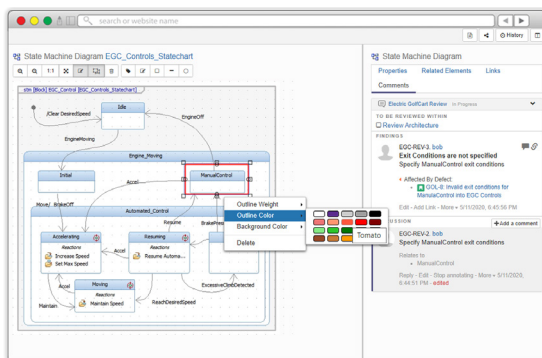 search or website name
History
State Machine Diagram EGC_Controls_Statechart
1:1
stm [Block] EGC_Control [EGC_Controls_Statechart]
Idle
/Clear DesiredSpeed
EngineOff
EngineMoving
Engine_Moving
Initial
ManualControl
Accel
Move/ BrakeOff
Automated_Control
Resume
BrakePres
Accelerating
Reactions
Increase Speed
Set Max Speed
Accel
Resuming
Reactions
Resume Automa...
Moving
Reactions
Maintain Speed
Accel
Maintain
ReachDesiredSpeed
ExcessiveClimbDetected
Outline Weight
Outline Color
Background Color
Delete
Tomato
State Machine Diagram
Properties Related Elements Links
Comments
Electric GolfCart Review In Progress
TO BE REVIEWED WITHIN
Review Architecture
FINDINGS
EGC-REV-3, bob
Exit Conditions are not specified
Specify ManualControl exit conditions
Affected By Defect:
GOL-8: Invalid exit conditions for
ManualControl into EGC Controls
Edit - Add Link - More • 5/11/2020, 6:45:56 PM
USSION
+Add a comment
EGC-REV-2, bob
Specify ManualControl exit conditions
Relates to
ManualControl
Reply - Edit - Stop annotating - More • 5/11/2020,
6:44:51 PM - edited